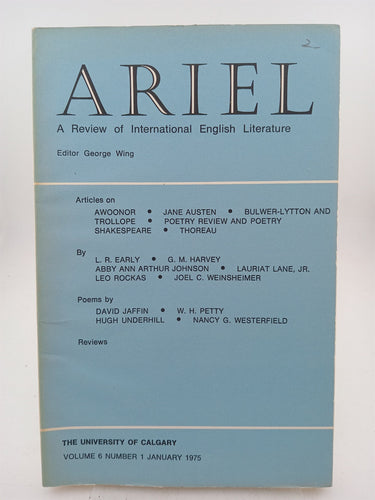 2
ARIEL
A Review of International English Literature
Editor George Wing
Articles on
AWOONOR • JANE AUSTEN • BULWER-LYTTON AND
TROLLOPE • POETRY REVIEW AND POETRY
SHAKESPEARE • THOREAU
By
L. R. EARLY • G. M. HARVEY
ABBY ANN ARTHUR JOHNSON • LAURIAT LANE, JR.
LEO ROCKAS • JOEL C. WEINSHEIMER
Poems by
DAVID JAFFIN • W. H. PETTY
HUGH UNDERHILL • NANCY G. WESTERFIELD
Reviews
THE UNIVERSITY OF CALGARY
VOLUME 6 NUMBER 1 JANUARY 1975